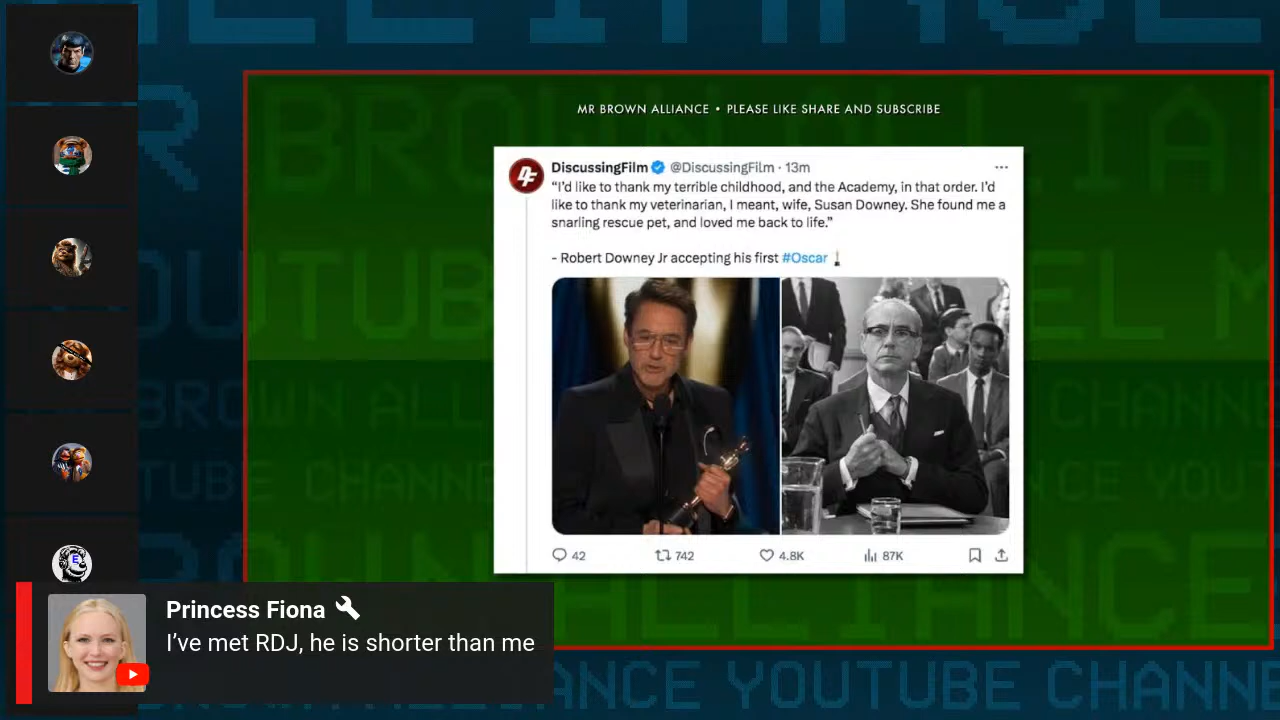 MR BROWN ALLIANCE • PLEASE LIKE SHARE AND SUBSCRIBE
DiscussingFilm @DiscussingFilm · 13m
“I’d like to thank my terrible childhood, and the Academy, in that order. I’d
like to thank my veterinarian, I meant, wife, Susan Downey. She found me a
snarling rescue pet, and loved me back to life.”
- Robert Downey Jr accepting his first #Oscar
42 742 4.8K 87K
Princess Fiona
I’ve met RDJ, he is shorter than me
ALLIANCE
YOUTUBE CHANNE